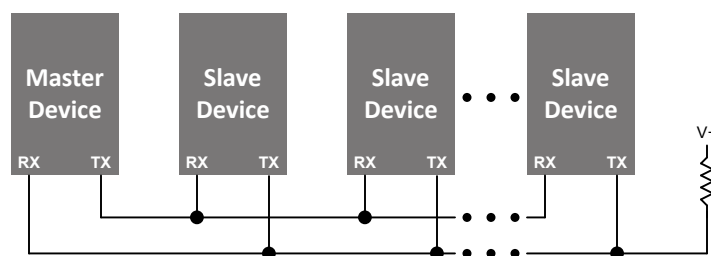 Master
Device
Slave
Device
Slave
Device
Slave
Device
RX TX
RX TX
RX TX
RX TX
V+